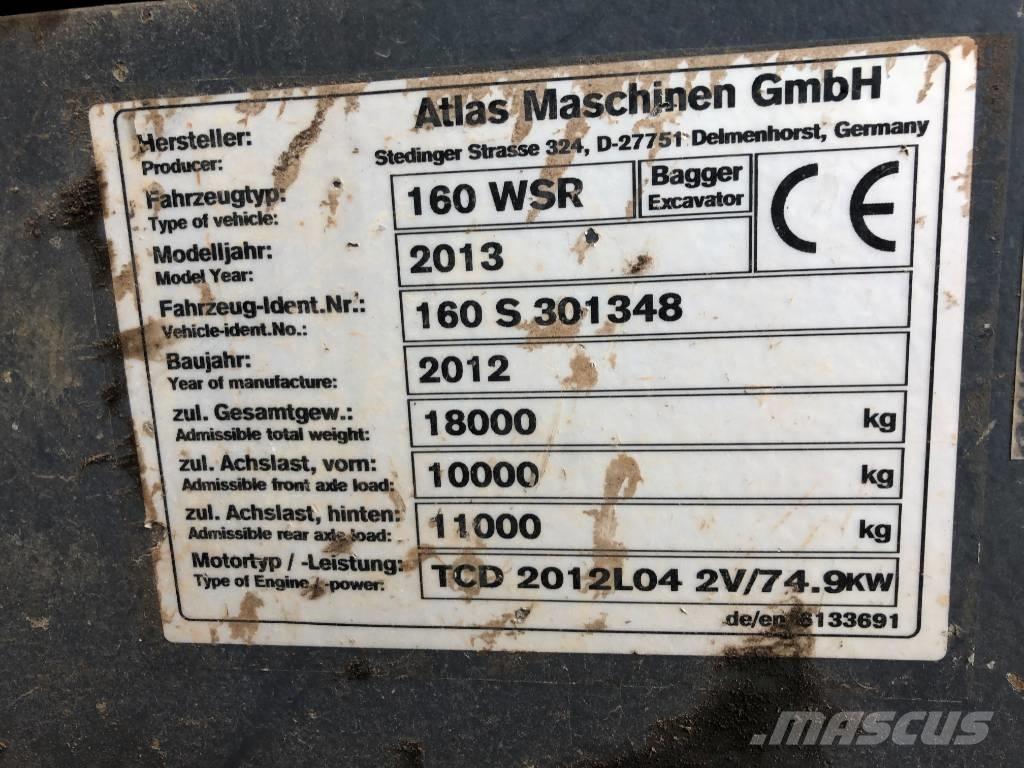 Atlas Maschinen GmbH
Hersteller:
Producer:
Stedinger Strasse 324, D-27751 Delmenhorst, Germany
Fahrzeugtyp:
Type of vehicle:
160 WSR
Bagger
Excavator
CE
Modelljahr:
Model Year:
2013
Fahrzeug-Ident.Nr.:
Vehicle-ident.No.:
160 S 301348
Baujahr:
Year of manufacture:
2012
zul. Gesamtgew.:
Admissible total weight:
18000 kg
zul. Achslast, vorn:
Admissible front axle load:
10000 kg
zul. Achslast, hinten:
Admissible rear axle load:
11000 kg
Motortyp / -Leistung:
Type of Engine / -power:
TCD 2012L04 2V/74.9KW
de/en 6133691
MASCUS